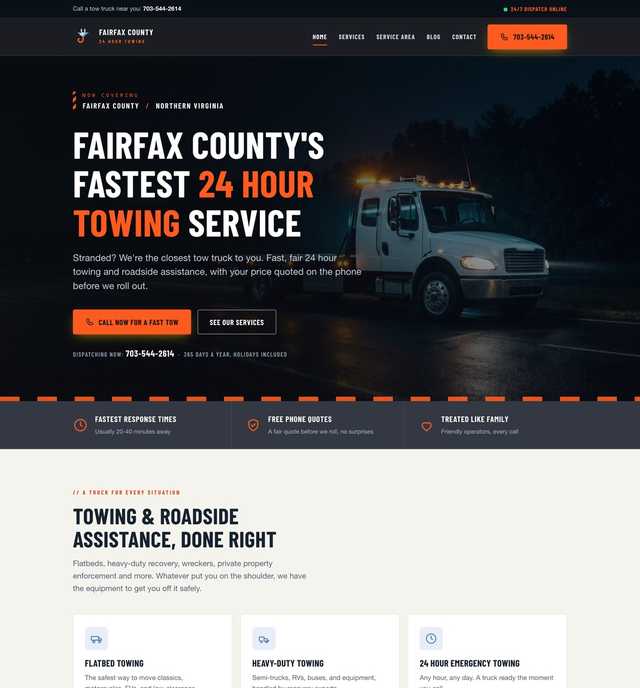 Call a tow truck near you: 703-544-2614
24/7 DISPATCH ONLINE
FAIRFAX COUNTY
24 HOUR TOWING
HOME
SERVICES
SERVICE AREA
BLOG
CONTACT
703-544-2614
NOW COVERING
FAIRFAX COUNTY / NORTHERN VIRGINIA
FAIRFAX COUNTY'S
FASTEST 24 HOUR
TOWING SERVICE
Stranded? We're the closest tow truck to you. Fast, fair 24 hour
towing and roadside assistance, with your price quoted on the phone
before we roll out.
CALL NOW FOR A FAST TOW
SEE OUR SERVICES
DISPATCHING NOW: 703-544-2614 · 365 DAYS A YEAR, HOLIDAYS INCLUDED
FASTEST RESPONSE TIMES
Usually 20-40 minutes away
FREE PHONE QUOTES
A fair quote before we roll, no surprises
TREATED LIKE FAMILY
Friendly operators, every call
// A TRUCK FOR EVERY SITUATION
TOWING & ROADSIDE
ASSISTANCE, DONE RIGHT
Flatbeds, heavy-duty recovery, wreckers, private property
enforcement and more. Whatever put you on the shoulder, we have
the equipment to get you off it safely.
FLATBED TOWING
The safest way to move classics,
HEAVY-DUTY TOWING
Semi-trucks, RVs, buses, and equipment,
24 HOUR EMERGENCY TOWING
Any hour, any day. A truck ready the moment